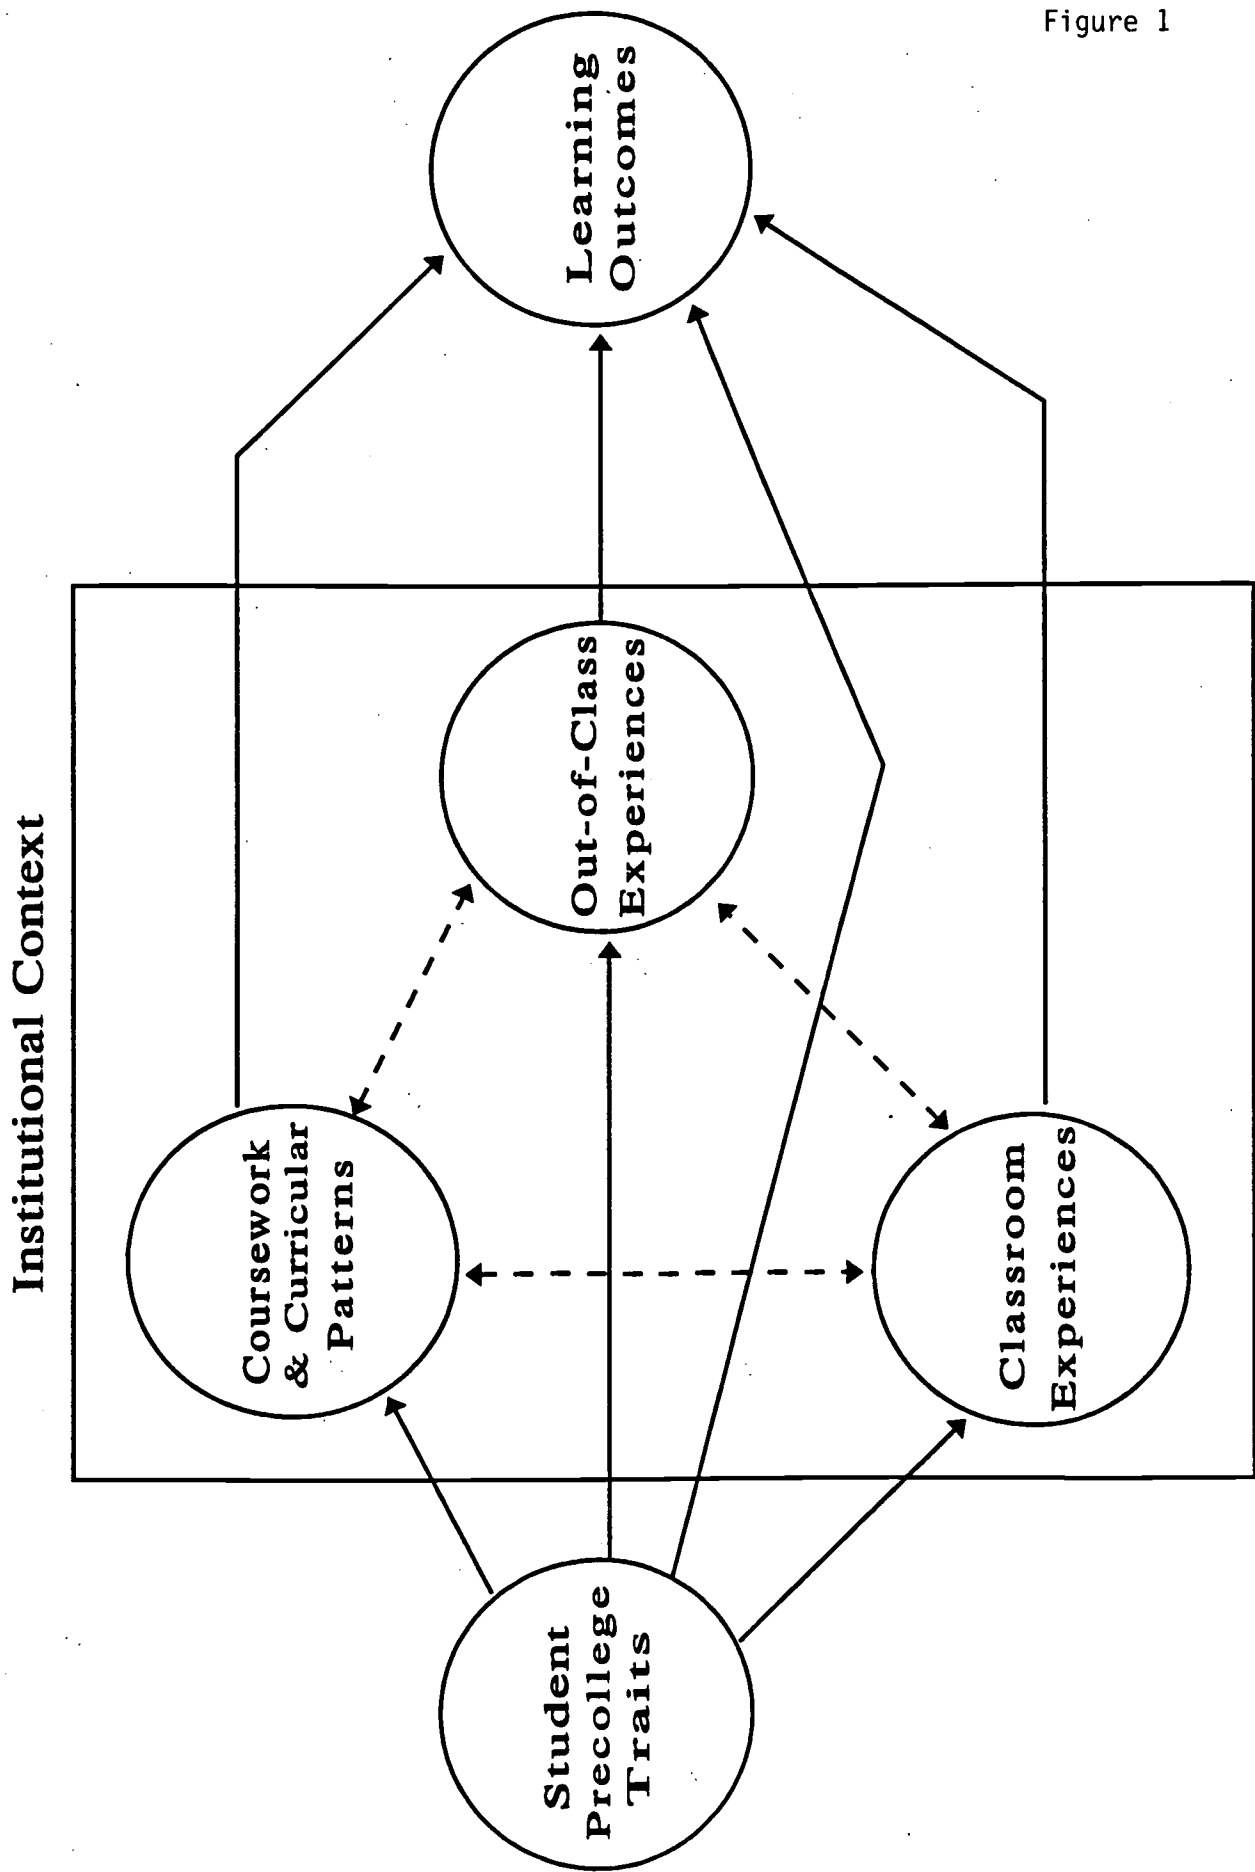 Figure 1
Institutional Context
Student
Precollege
Traits
Coursework
& Curricular
Patterns
Classroom
Experiences
Out-of-Class
Experiences
Learning
Outcomes